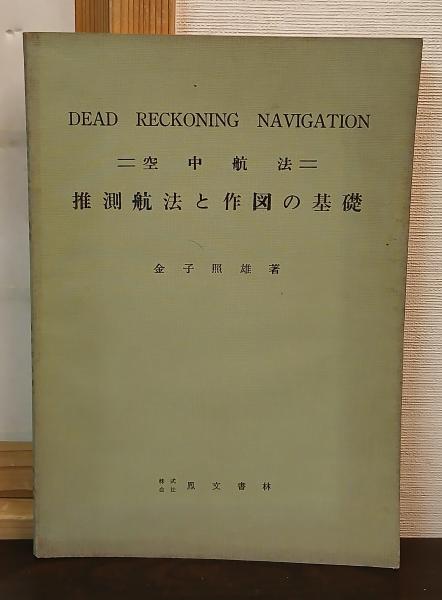 DEAD RECKONING NAVIGATION
＝空中航法＝
推測航法と作図の基礎
金子照雄著
株式会社 鳳文書林